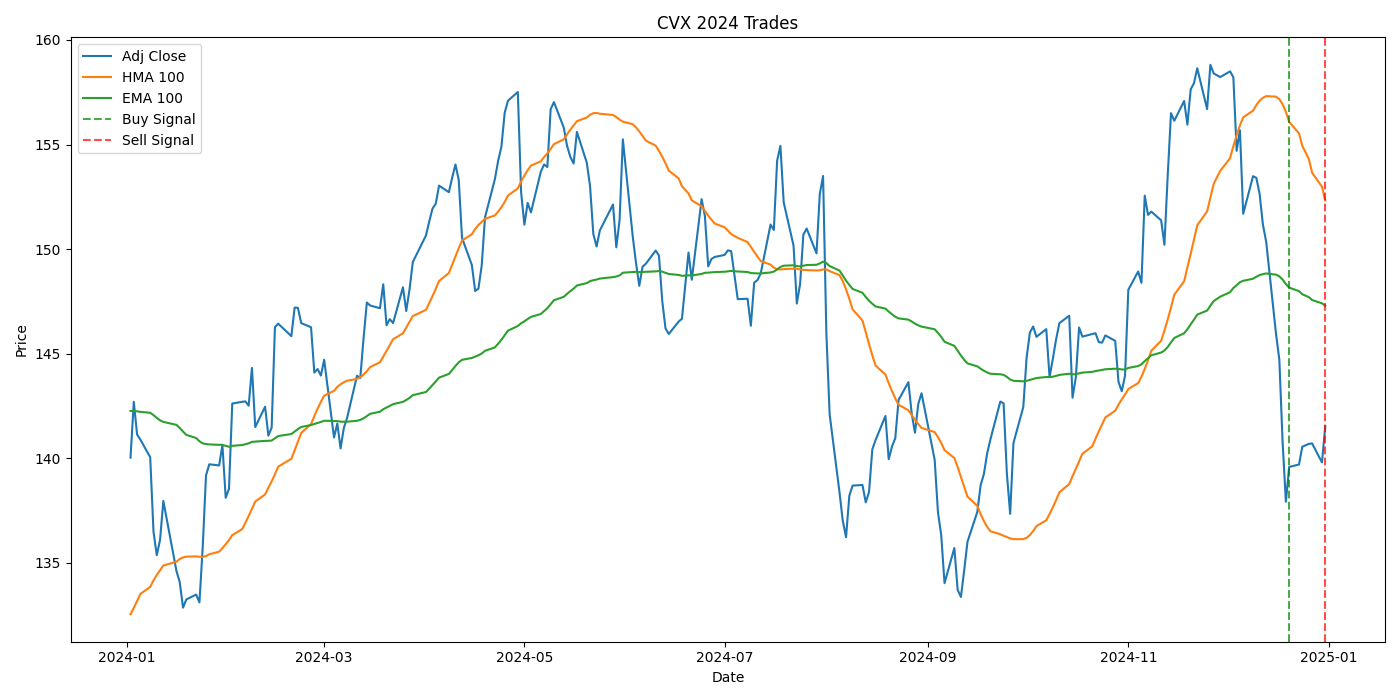 CVX 2024 Trades
Adj Close
HMA 100
EMA 100
Buy Signal
Sell Signal
Price
160
155
150
145
140
135
2024-01 2024-03 2024-05 2024-07 2024-09 2024-11 2025-01
Date